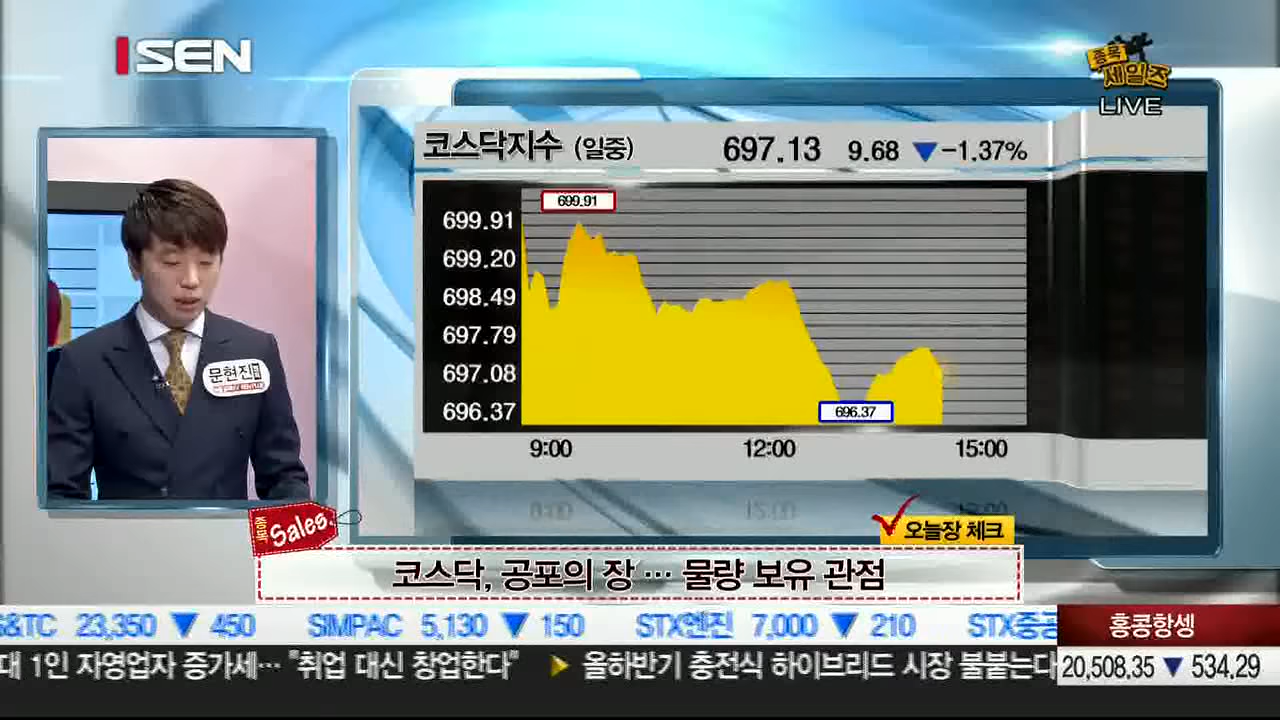 SEN
종목
세일즈
LIVE
코스닥지수 (일중) 697.13 9.68 ▼-1.37%
699.91
699.91
699.20
698.49
697.79
697.08
696.37
696.37
9:00 12:00 15:00
문현진
종목 Sales.
오늘장 체크
코스닥, 공포의 장… 물량 보유 관점
&TC 23,350 ▼ 450 SIMPAC 5,130 ▼ 150 STX엔진 7,000 ▼ 210 STX중공
홍콩항셍
대 1인 자영업자 증가세… "취업 대신 창업한다" ▶ 올하반기 충전식 하이브리드 시장 불붙는다
20,508.35 ▼ 534.29